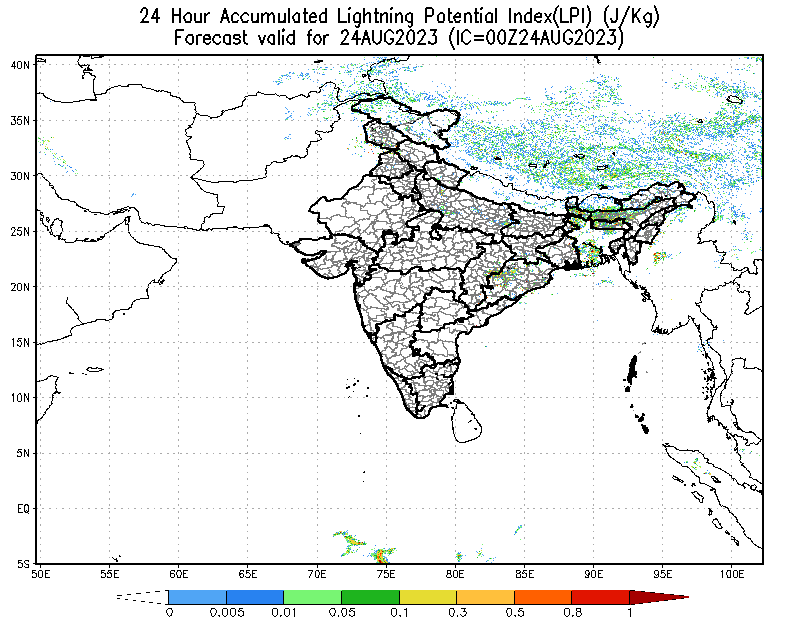 24 Hour Accumulated Lightning Potential Index(LPI) (J/Kg)
Forecast valid for 24AUG2023 (IC=00Z24AUG2023)
40N
35N
30N
25N
20N
15N
10N
5N
EQ
5S
50E 55E 60E 65E 70E 75E 80E 85E 90E 95E 100E
0 0.005 0.01 0.05 0.1 0.3 0.5 0.8 1